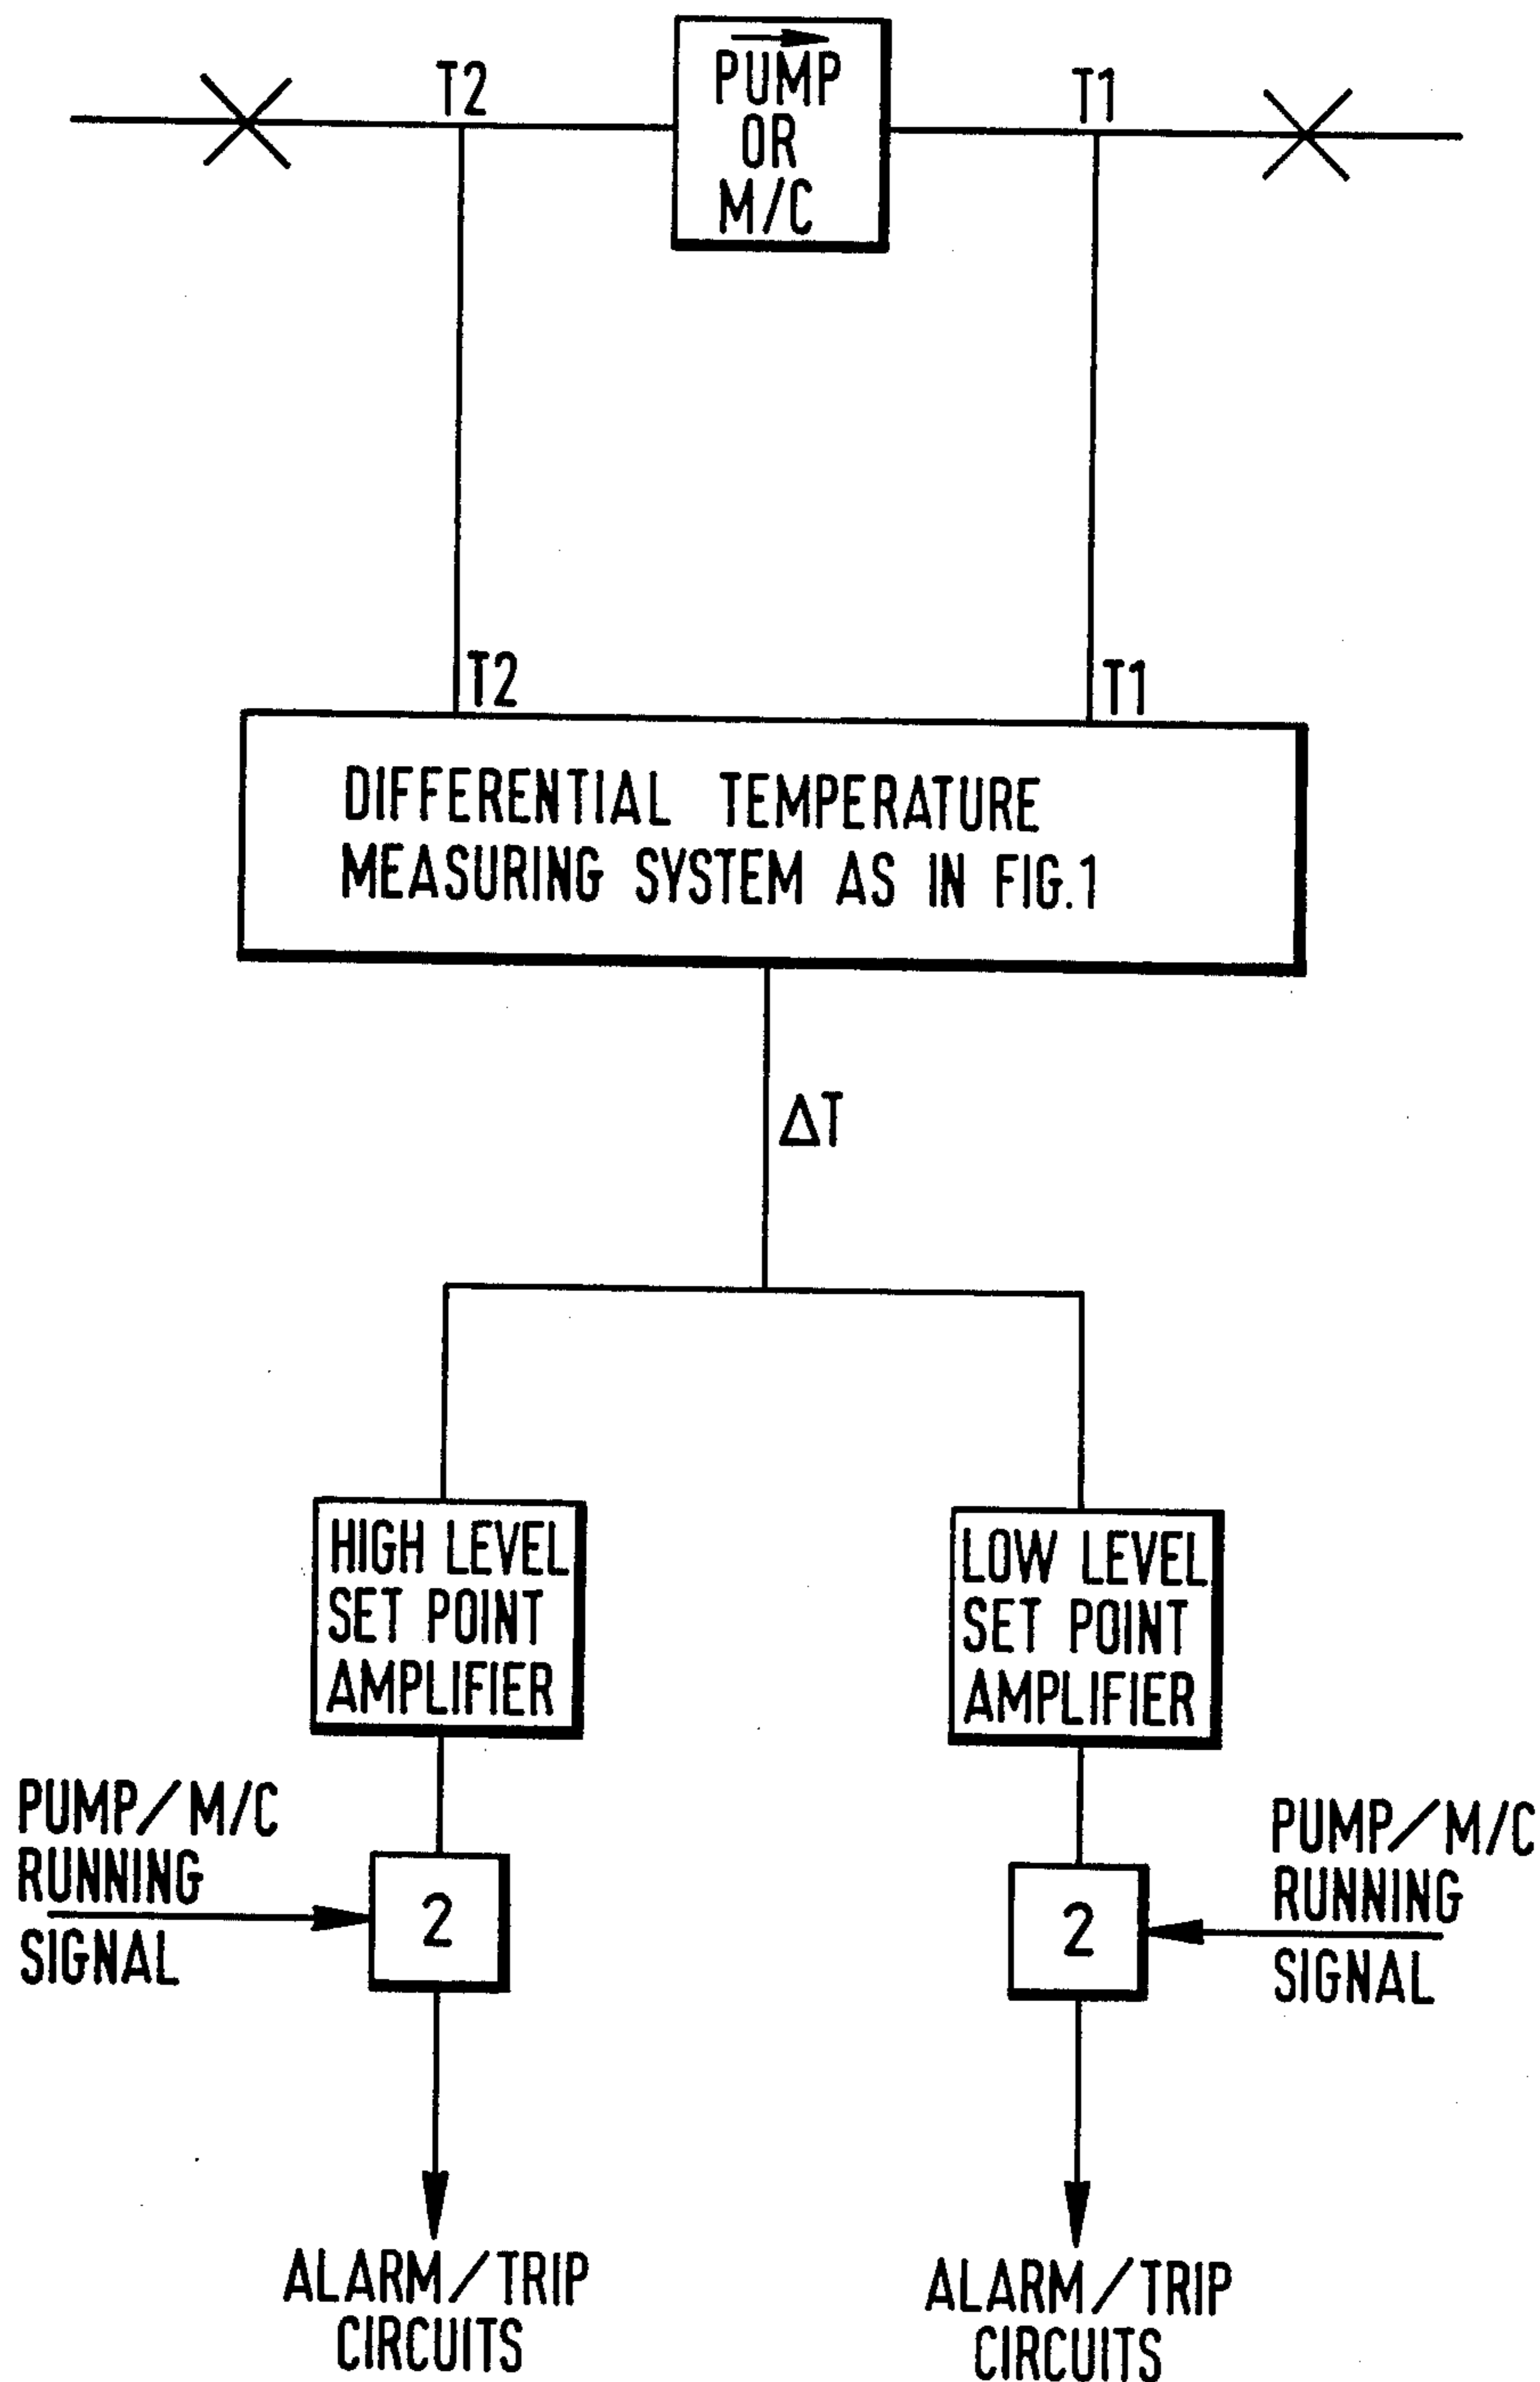 T2
PUMP
OR
M/C
T1
T2
T1
DIFFERENTIAL TEMPERATURE
MEASURING SYSTEM AS IN FIG.1
ΔT
HIGH LEVEL
SET POINT
AMPLIFIER
LOW LEVEL
SET POINT
AMPLIFIER
PUMP/M/C
RUNNING
SIGNAL
2
2
PUMP/M/C
RUNNING
SIGNAL
ALARM/TRIP
CIRCUITS
ALARM/TRIP
CIRCUITS